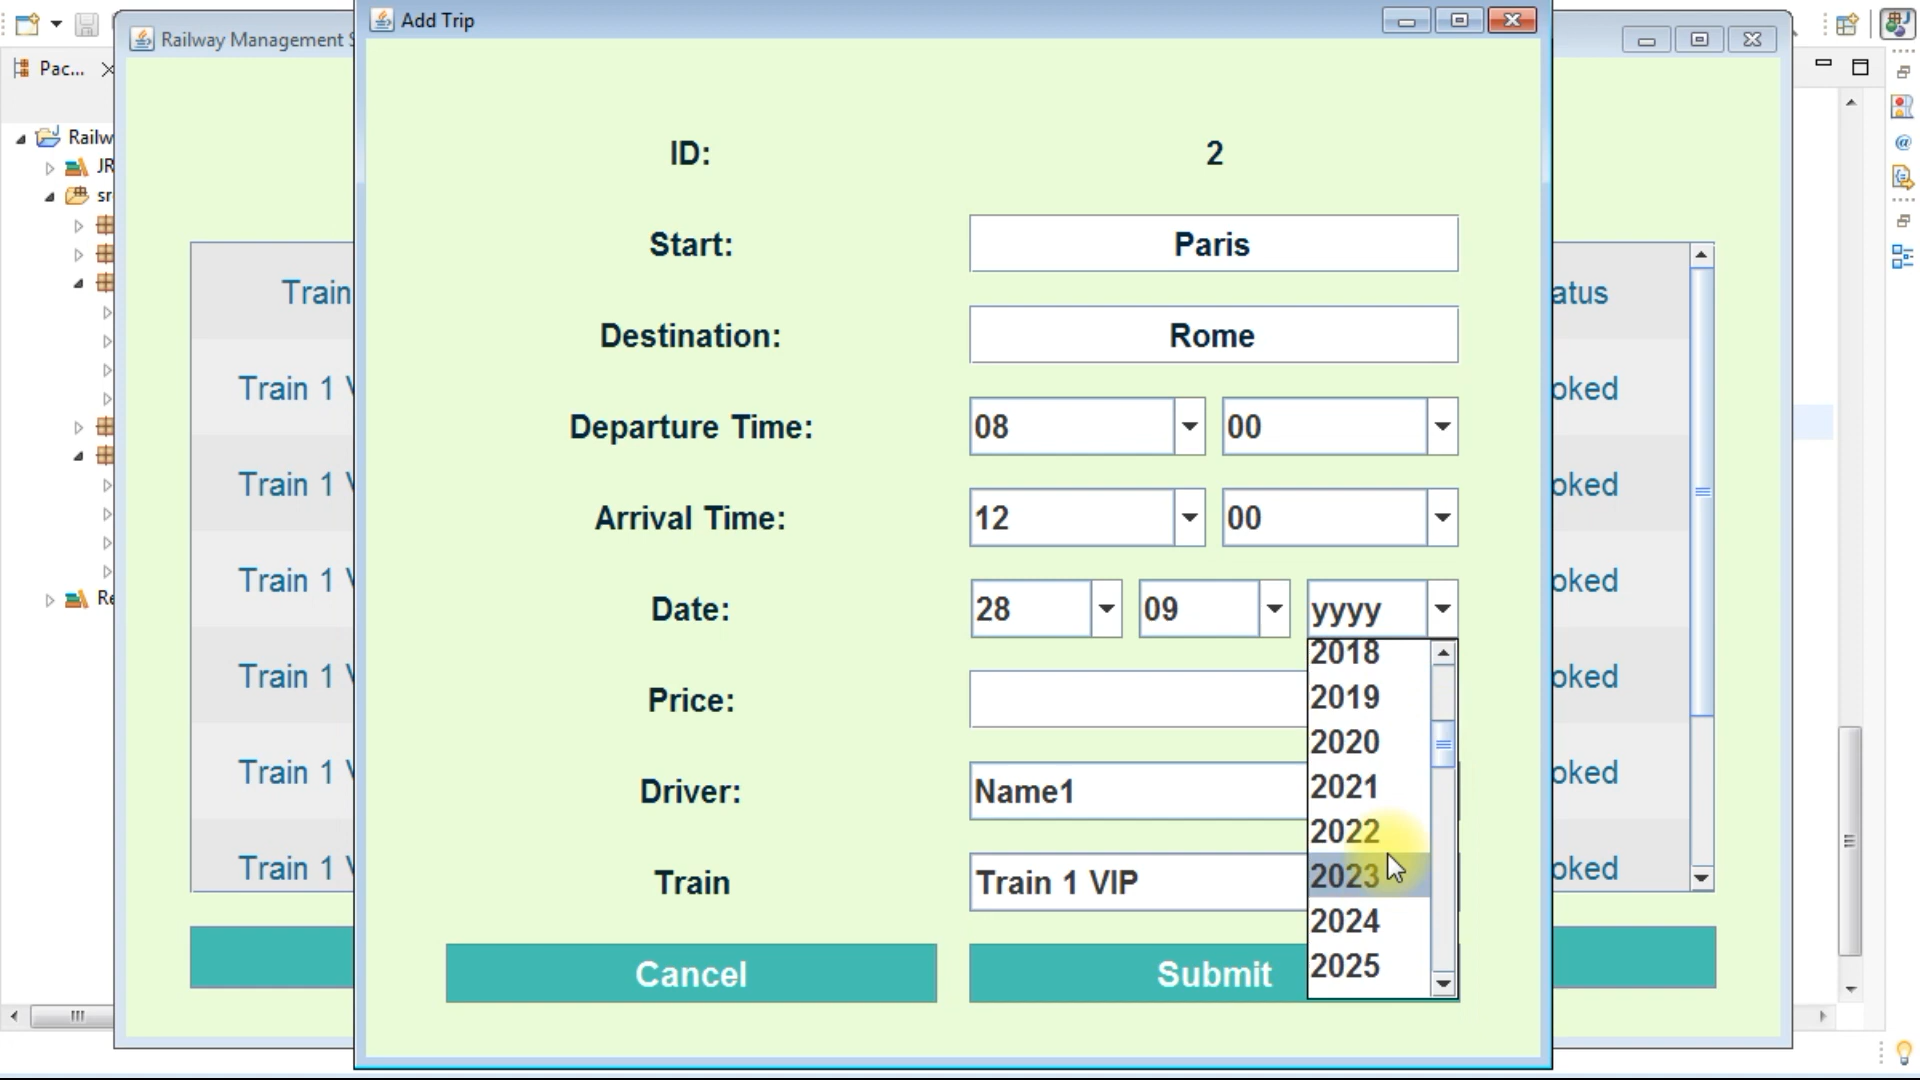 Add Trip
Railway Management S
Pac...
Railw
JR
sr
Re
ID:
2
Start:
Paris
Destination:
Rome
Departure Time:
08
00
Arrival Time:
12
00
Date:
28
09
yyyy
2018
2019
2020
2021
2022
2023
2024
2025
Price:
Driver:
Name1
Train
Train 1 VIP
Cancel
Submit
Train
atus
Train 1 V
oked
Train 1 V
oked
Train 1 V
oked
Train 1 V
oked
Train 1 V
oked
Train 1 V
oked